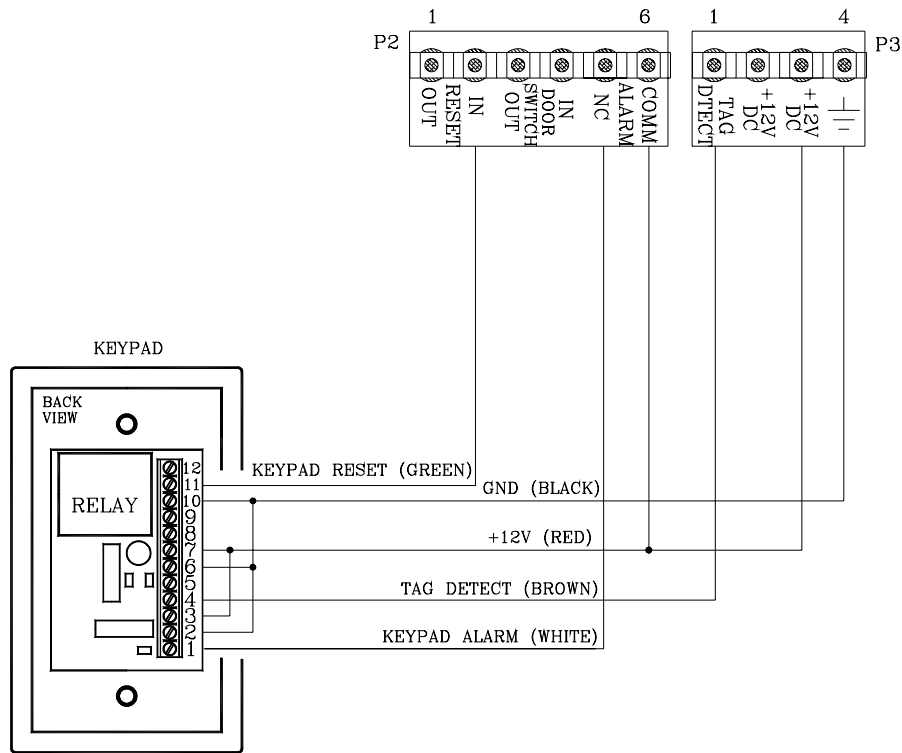 1 6 1 4
P2 P3
OUT
RESET
IN
SWITCH
OUT
DOOR
IN
NC
ALARM
COMM
DTECT
TAG
+12V
DC
+12V
DC
KEYPAD
BACK
VIEW
RELAY
12
11
10
9
8
7
6
5
4
3
2
1
KEYPAD RESET (GREEN)
GND (BLACK)
+12V (RED)
TAG DETECT (BROWN)
KEYPAD ALARM (WHITE)